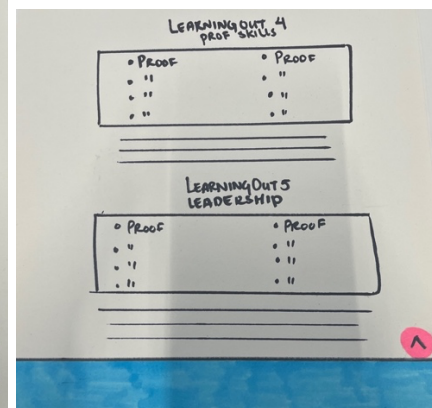 LEARNING OUT 4
PROF SKILLS
• PROOF • PROOF
• " • "
• " • "
• " • "
LEARNING OUT 5
LEADERSHIP
• PROOF • PROOF
• " • "
• " • "
• " • "
^